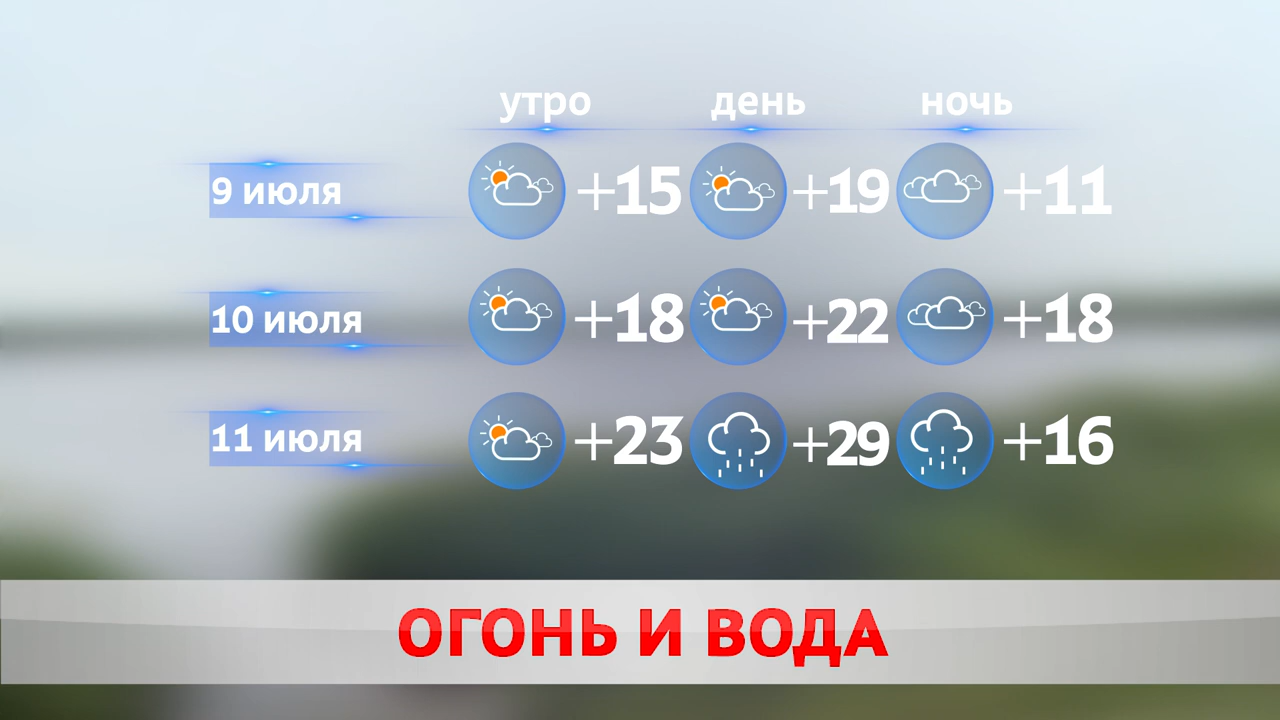 утро день ночь
9 июля +15 +19 +11
10 июля +18 +22 +18
11 июля +23 +29 +16
ОГОНЬ И ВОДА